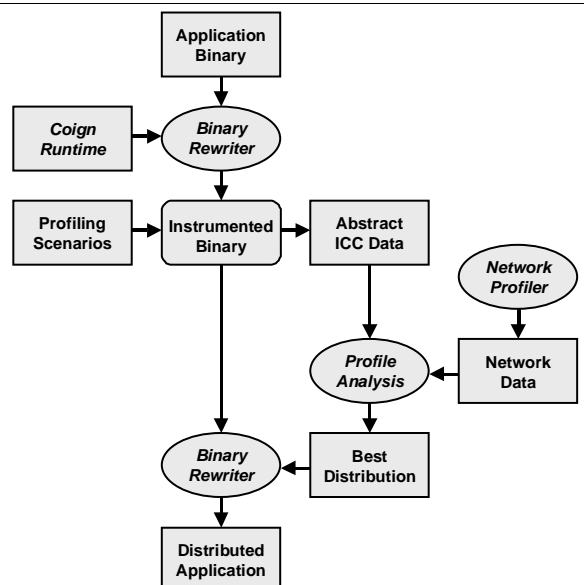 Application
Binary
Coign
Runtime
Binary
Rewriter
Profiling
Scenarios
Instrumented
Binary
Abstract
ICC Data
Network
Profiler
Profile
Analysis
Network
Data
Binary
Rewriter
Best
Distribution
Distributed
Application